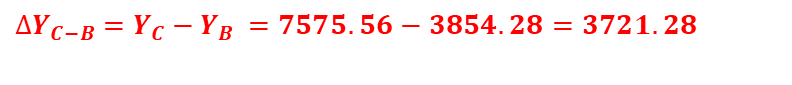 ΔY_{C−B} = Y_C − Y_B = 7575.56 − 3854.28 = 3721.28